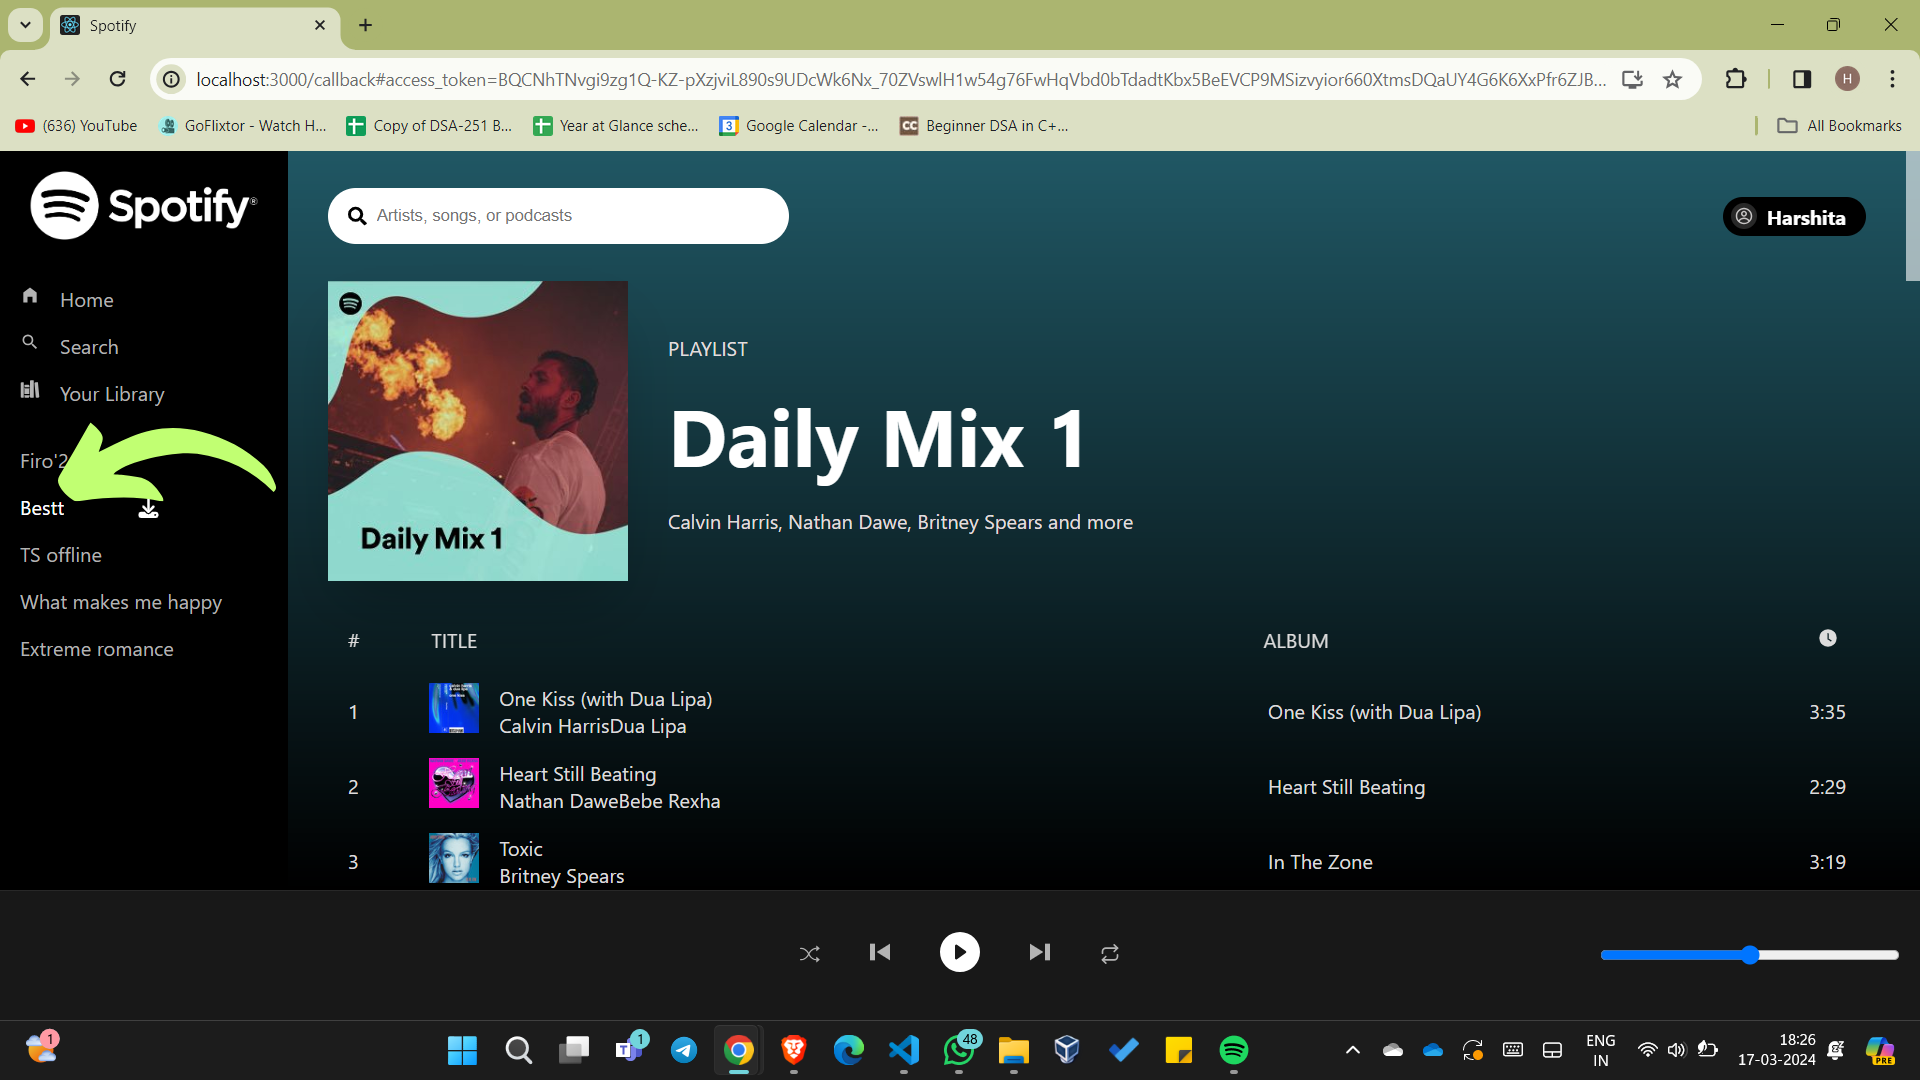 Spotify
localhost:3000/callback#access_token=BQCNhTNvgi9zg1Q-KZ-pXzjviL890s9UDcWk6Nx_70ZVswlH1w54g76FwHqVbd0bTdadtKbx5BeEVCP9MSizvyior660XtmsDQaUY4G6K6XxPfr6ZJB...
H
(636) YouTube
GoFlixtor - Watch H...
Copy of DSA-251 B...
Year at Glance sche...
3
Google Calendar -...
CC
Beginner DSA in C+...
All Bookmarks
Spotify®
Artists, songs, or podcasts
Harshita
Home
Search
Your Library
Firo'2
Bestt
TS offline
What makes me happy
Extreme romance
Daily Mix 1
PLAYLIST
Daily Mix 1
Calvin Harris, Nathan Dawe, Britney Spears and more
# TITLE ALBUM
1 One Kiss (with Dua Lipa) One Kiss (with Dua Lipa) 3:35
Calvin HarrisDua Lipa
2 Heart Still Beating Heart Still Beating 2:29
Nathan DaweBebe Rexha
3 Toxic In The Zone 3:19
Britney Spears
1
1
48
ENG
IN
18:26
17-03-2024
PRE